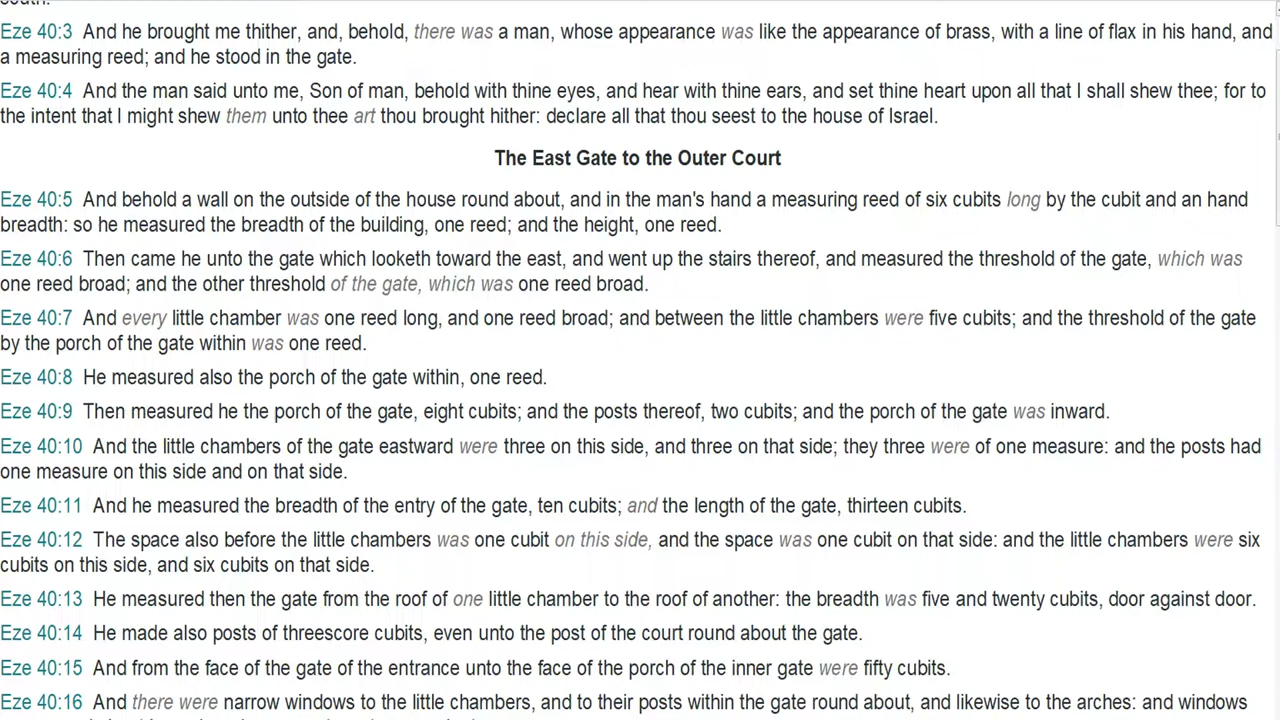 south.
Eze 40:3 And he brought me thither, and, behold, there was a man, whose appearance was like the appearance of brass, with a line of flax in his hand, and
a measuring reed; and he stood in the gate.
Eze 40:4 And the man said unto me, Son of man, behold with thine eyes, and hear with thine ears, and set thine heart upon all that I shall shew thee; for to
the intent that I might shew them unto thee art thou brought hither: declare all that thou seest to the house of Israel.
The East Gate to the Outer Court
Eze 40:5 And behold a wall on the outside of the house round about, and in the man's hand a measuring reed of six cubits long by the cubit and an hand
breadth: so he measured the breadth of the building, one reed; and the height, one reed.
Eze 40:6 Then came he unto the gate which looketh toward the east, and went up the stairs thereof, and measured the threshold of the gate, which was
one reed broad; and the other threshold of the gate, which was one reed broad.
Eze 40:7 And every little chamber was one reed long, and one reed broad; and between the little chambers were five cubits; and the threshold of the gate
by the porch of the gate within was one reed.
Eze 40:8 He measured also the porch of the gate within, one reed.
Eze 40:9 Then measured he the porch of the gate, eight cubits; and the posts thereof, two cubits; and the porch of the gate was inward.
Eze 40:10 And the little chambers of the gate eastward were three on this side, and three on that side; they three were of one measure: and the posts had
one measure on this side and on that side.
Eze 40:11 And he measured the breadth of the entry of the gate, ten cubits; and the length of the gate, thirteen cubits.
Eze 40:12 The space also before the little chambers was one cubit on this side, and the space was one cubit on that side: and the little chambers were six
cubits on this side, and six cubits on that side.
Eze 40:13 He measured then the gate from the roof of one little chamber to the roof of another: the breadth was five and twenty cubits, door against door.
Eze 40:14 He made also posts of threescore cubits, even unto the post of the court round about the gate.
Eze 40:15 And from the face of the gate of the entrance unto the face of the porch of the inner gate were fifty cubits.
Eze 40:16 And there were narrow windows to the little chambers, and to their posts within the gate round about, and likewise to the arches: and windows